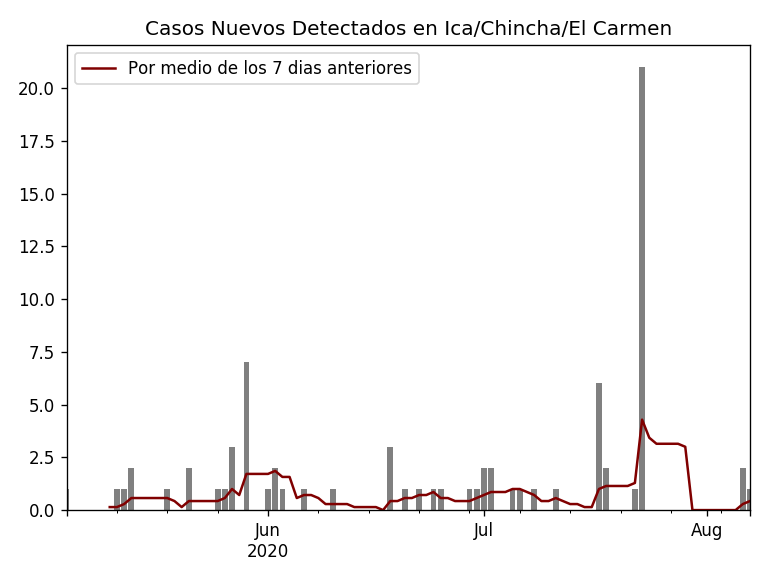 Casos Nuevos Detectados en Ica/Chincha/El Carmen
Por medio de los 7 dias anteriores
20.0
17.5
15.0
12.5
10.0
7.5
5.0
2.5
0.0
Jun
2020
Jul
Aug